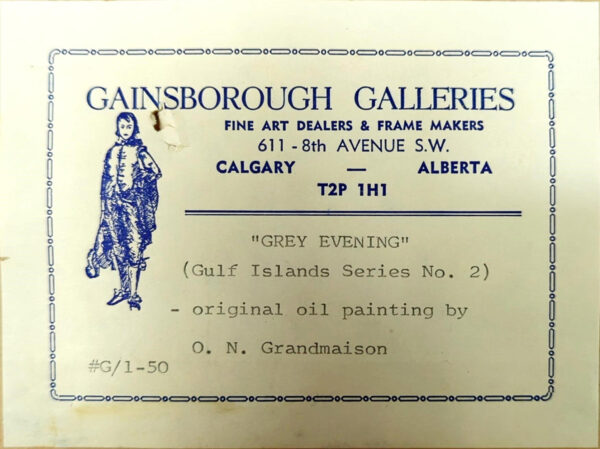 GAINSBOROUGH GALLERIES
FINE ART DEALERS & FRAME MAKERS
611 - 8th AVENUE S.W.
CALGARY — ALBERTA
T2P 1H1
"GREY EVENING"
(Gulf Islands Series No. 2)
- original oil painting by
O. N. Grandmaison
#G/1-50